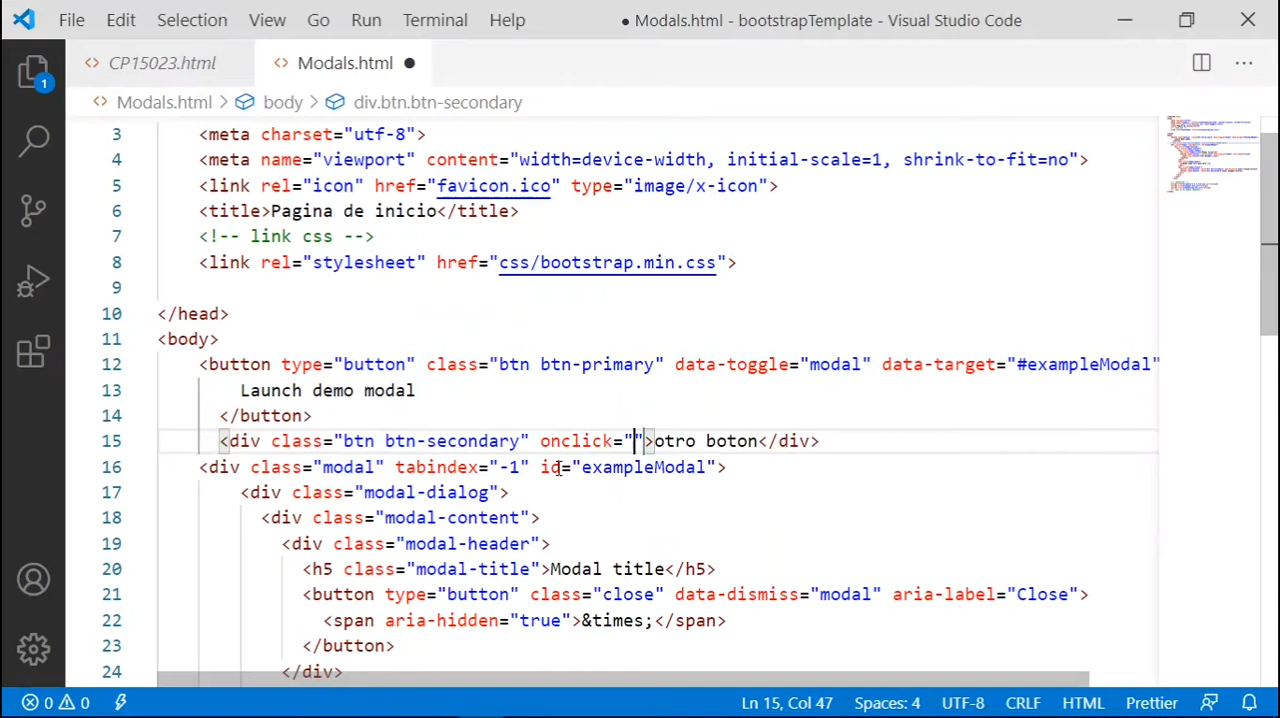 File Edit Selection View Go Run Terminal Help ● Modals.html - bootstrapTemplate - Visual Studio Code
CP15023.html Modals.html ●
Modals.html > body > div.btn.btn-secondary
1
3 <meta charset="utf-8">
4 <meta name="viewport" content="width=device-width, initial-scale=1, shrink-to-fit=no">
5 <link rel="icon" href="favicon.ico" type="image/x-icon">
6 <title>Pagina de inicio</title>
7 <!-- link css -->
8 <link rel="stylesheet" href="css/bootstrap.min.css">
9
10 </head>
11 <body>
12 <button type="button" class="btn btn-primary" data-toggle="modal" data-target="#exampleModal"
13 Launch demo modal
14 </button>
15 <div class="btn btn-secondary" onclick="">otro boton</div>
16 <div class="modal" tabindex="-1" id="exampleModal">
17 <div class="modal-dialog">
18 <div class="modal-content">
19 <div class="modal-header">
20 <h5 class="modal-title">Modal title</h5>
21 <button type="button" class="close" data-dismiss="modal" aria-label="Close">
22 <span aria-hidden="true">&times;</span>
23 </button>
24 </div>
0 0 Ln 15, Col 47 Spaces: 4 UTF-8 CRLF HTML Prettier